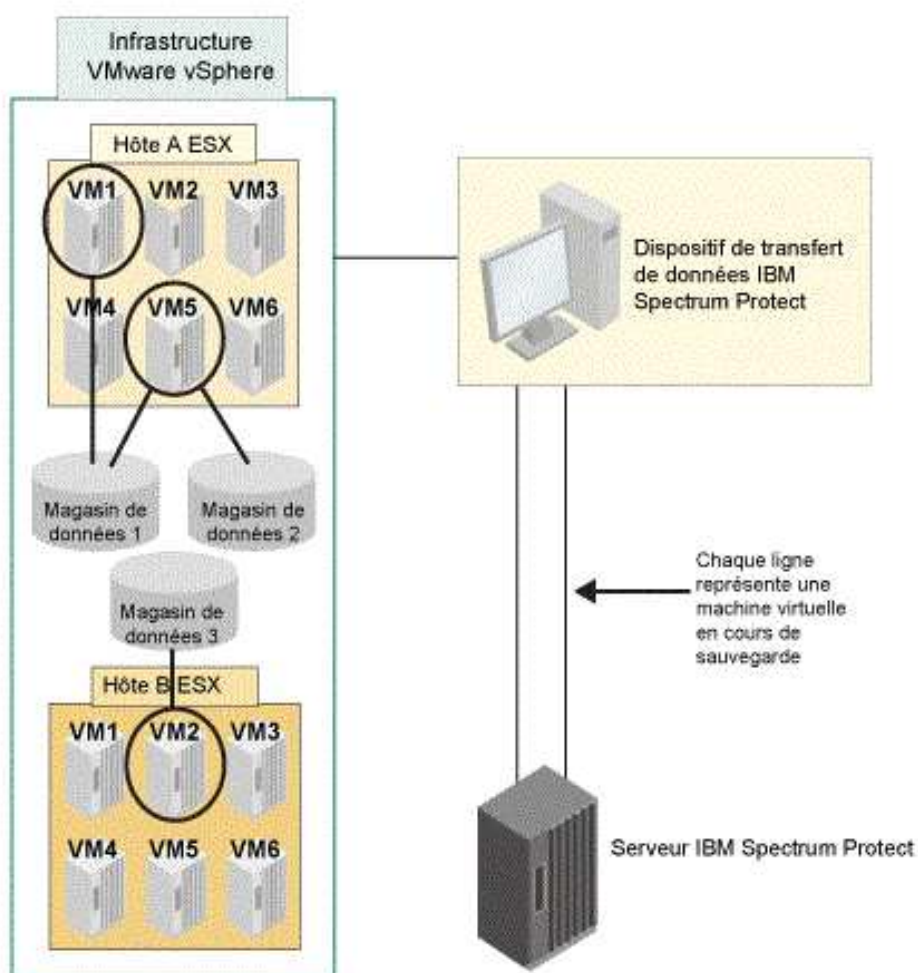 Infrastructure
VMware vSphere
Hôte A ESX
VM1 VM2 VM3
VM4 VM5 VM6
Magasin de
données 1
Magasin de
données 2
Magasin de
données 3
Hôte B ESX
VM1 VM2 VM3
VM4 VM5 VM6
Dispositif de transfert
de données IBM
Spectrum Protect
Chaque ligne
représente une
machine virtuelle
en cours de
sauvegarde
Serveur IBM Spectrum Protect